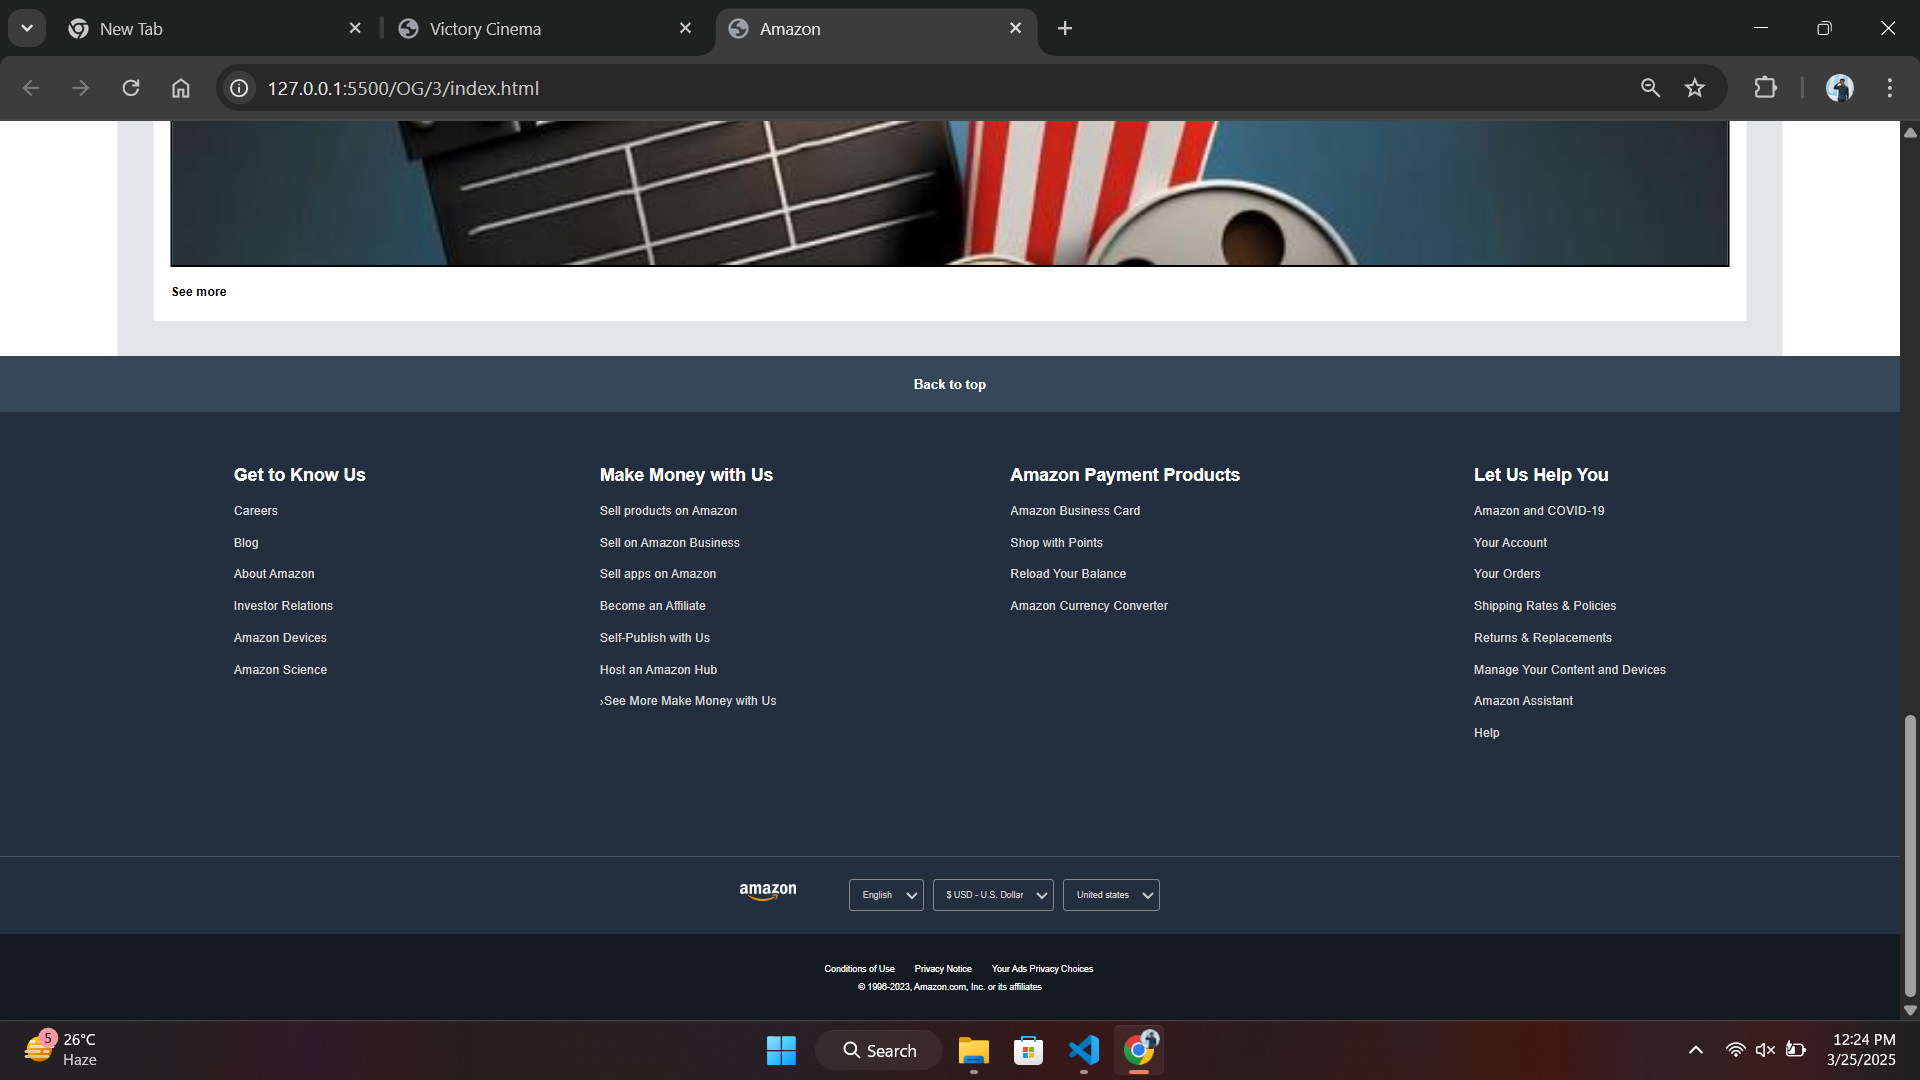 New Tab
Victory Cinema
Amazon
127.0.0.1:5500/OG/3/index.html
See more
Back to top
Get to Know Us
Careers
Blog
About Amazon
Investor Relations
Amazon Devices
Amazon Science
Make Money with Us
Sell products on Amazon
Sell on Amazon Business
Sell apps on Amazon
Become an Affiliate
Self-Publish with Us
Host an Amazon Hub
›See More Make Money with Us
Amazon Payment Products
Amazon Business Card
Shop with Points
Reload Your Balance
Amazon Currency Converter
Let Us Help You
Amazon and COVID-19
Your Account
Your Orders
Shipping Rates & Policies
Returns & Replacements
Manage Your Content and Devices
Amazon Assistant
Help
amazon English $ USD - U.S. Dollar United states
Conditions of Use Privacy Notice Your Ads Privacy Choices
© 1996-2023, Amazon.com, Inc. or its affiliates
5
26°C
Haze
Search
12:24 PM
3/25/2025